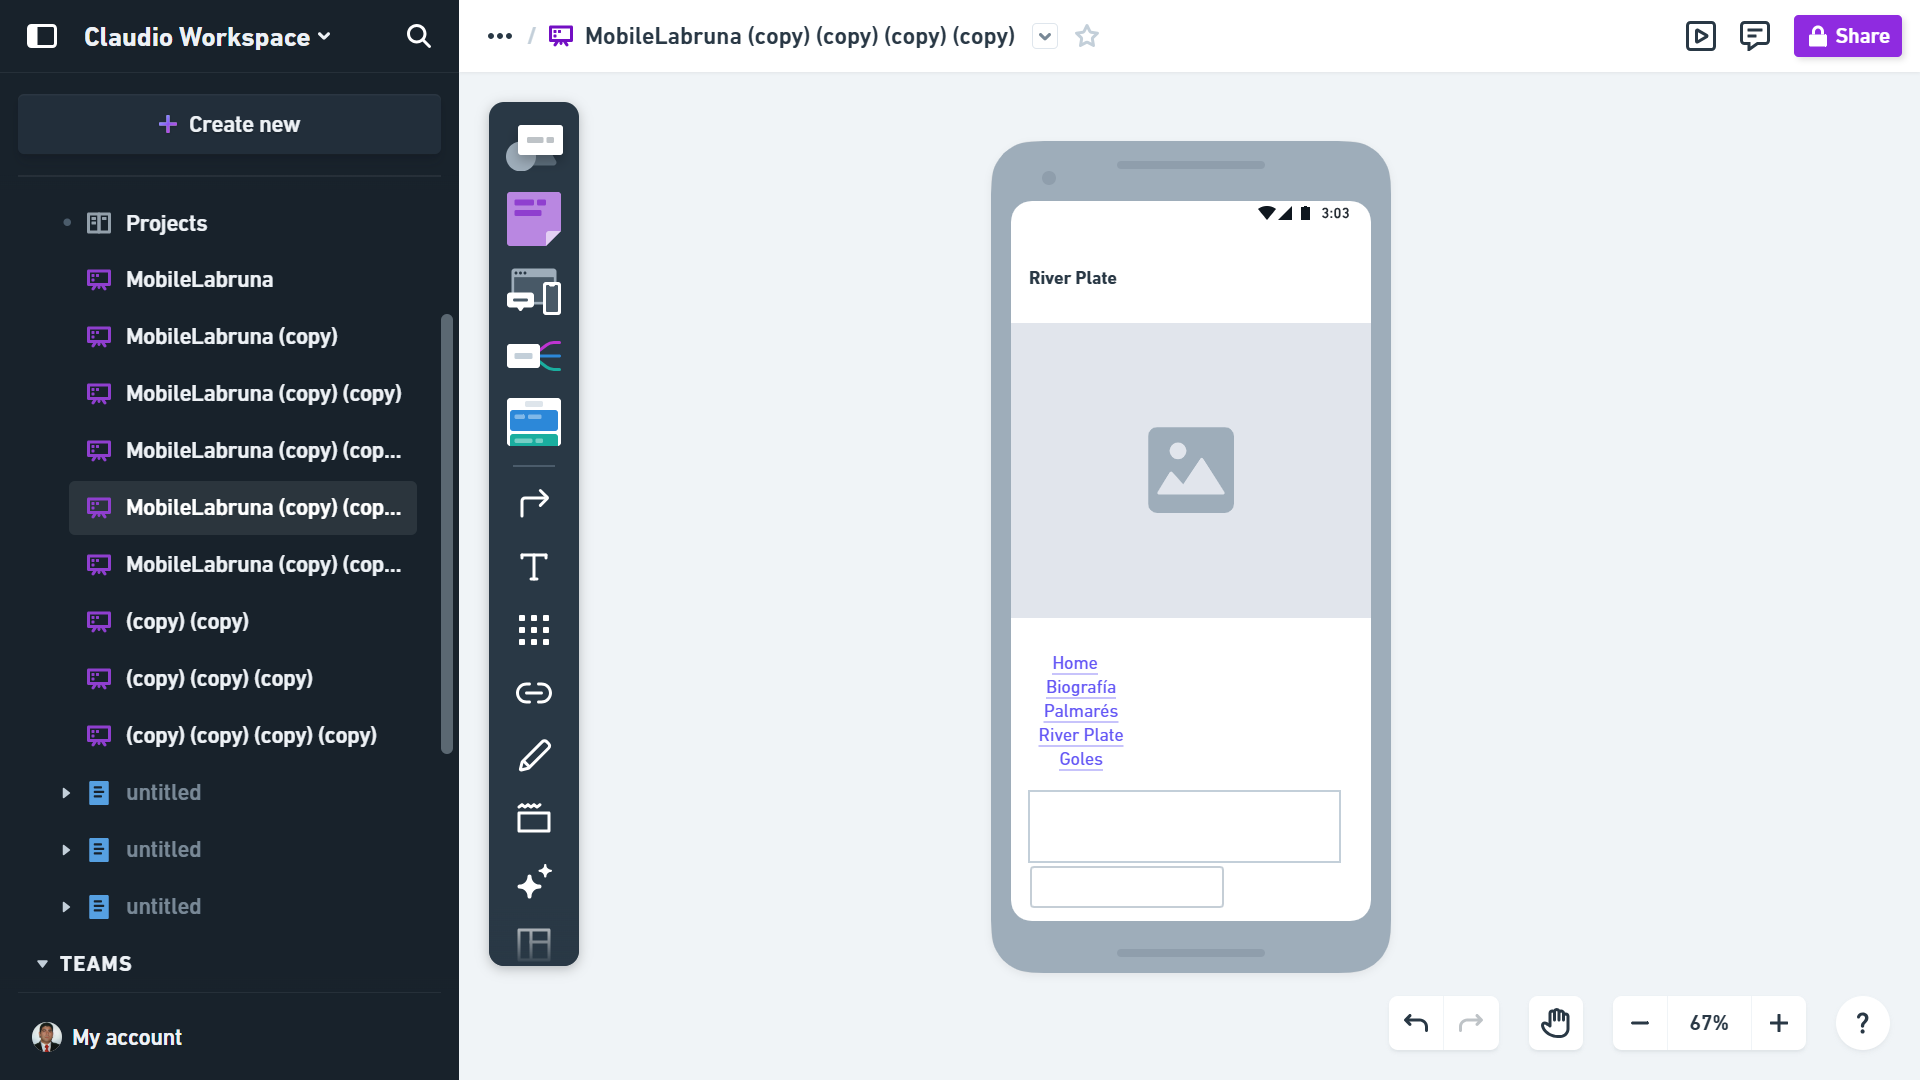 Claudio Workspace
Create new
Projects
MobileLabruna
MobileLabruna (copy)
MobileLabruna (copy) (copy)
MobileLabruna (copy) (cop...
MobileLabruna (copy) (cop...
MobileLabruna (copy) (cop...
(copy) (copy)
(copy) (copy) (copy)
(copy) (copy) (copy) (copy)
untitled
untitled
untitled
TEAMS
My account
/ MobileLabruna (copy) (copy) (copy) (copy)
Share
3:03
River Plate
Home
Biografía
Palmarés
River Plate
Goles
67%
?